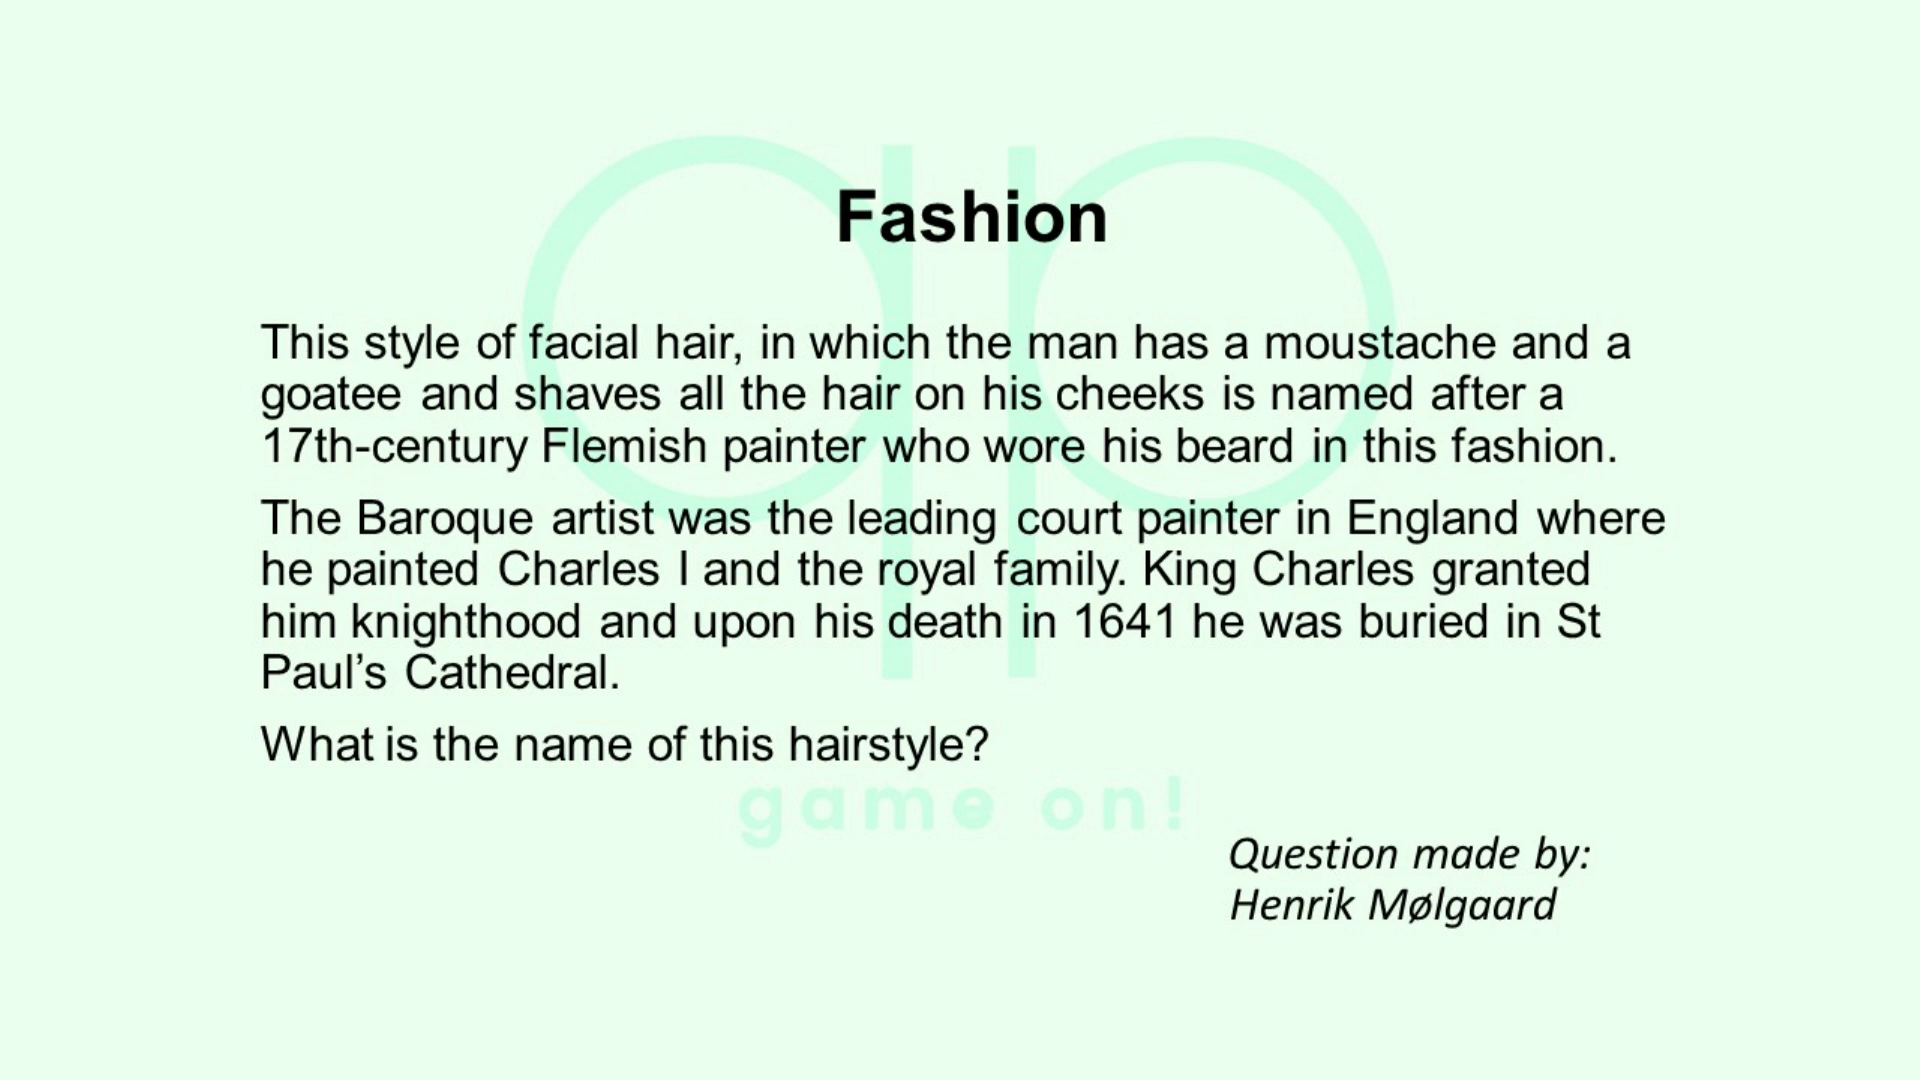 Fashion
This style of facial hair, in which the man has a moustache and a
goatee and shaves all the hair on his cheeks is named after a
17th-century Flemish painter who wore his beard in this fashion.
The Baroque artist was the leading court painter in England where
he painted Charles I and the royal family. King Charles granted
him knighthood and upon his death in 1641 he was buried in St
Paul’s Cathedral.
What is the name of this hairstyle?
game on!
Question made by:
Henrik Mølgaard